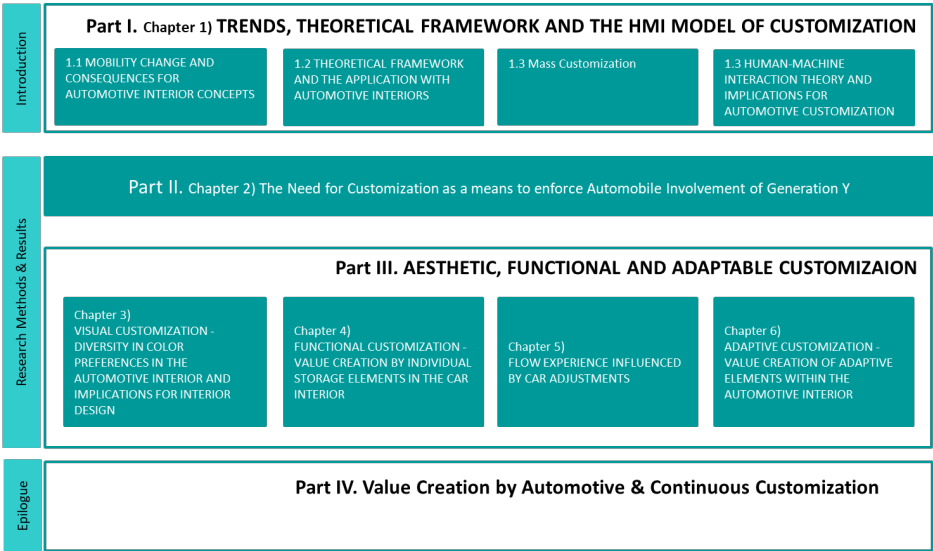 Introduction
Part I. Chapter 1) TRENDS, THEORETICAL FRAMEWORK AND THE HMI MODEL OF CUSTOMIZATION
1.1 MOBILITY CHANGE AND
CONSEQUENCES FOR
AUTOMOTIVE INTERIOR CONCEPTS
1.2 THEORETICAL FRAMEWORK
AND THE APPLICATION WITH
AUTOMOTIVE INTERIORS
1.3 Mass Customization
1.3 HUMAN-MACHINE
INTERACTION THEORY AND
IMPLICATIONS FOR
AUTOMOTIVE CUSTOMIZATION
Research Methods & Results
Part II. Chapter 2) The Need for Customization as a means to enforce Automobile Involvement of Generation Y
Part III. AESTHETIC, FUNCTIONAL AND ADAPTABLE CUSTOMIZAION
Chapter 3)
VISUAL CUSTOMIZATION -
DIVERSITY IN COLOR
PREFERENCES IN THE
AUTOMOTIVE INTERIOR AND
IMPLICATIONS FOR INTERIOR
DESIGN
Chapter 4)
FUNCTIONAL CUSTOMIZATION -
VALUE CREATION BY INDIVIDUAL
STORAGE ELEMENTS IN THE CAR
INTERIOR
Chapter 5)
FLOW EXPERIENCE INFLUENCED
BY CAR ADJUSTMENTS
Chapter 6)
ADAPTIVE CUSTOMIZATION -
VALUE CREATION OF ADAPTIVE
ELEMENTS WITHIN THE
AUTOMOTIVE INTERIOR
Epilogue
Part IV. Value Creation by Automotive & Continuous Customization